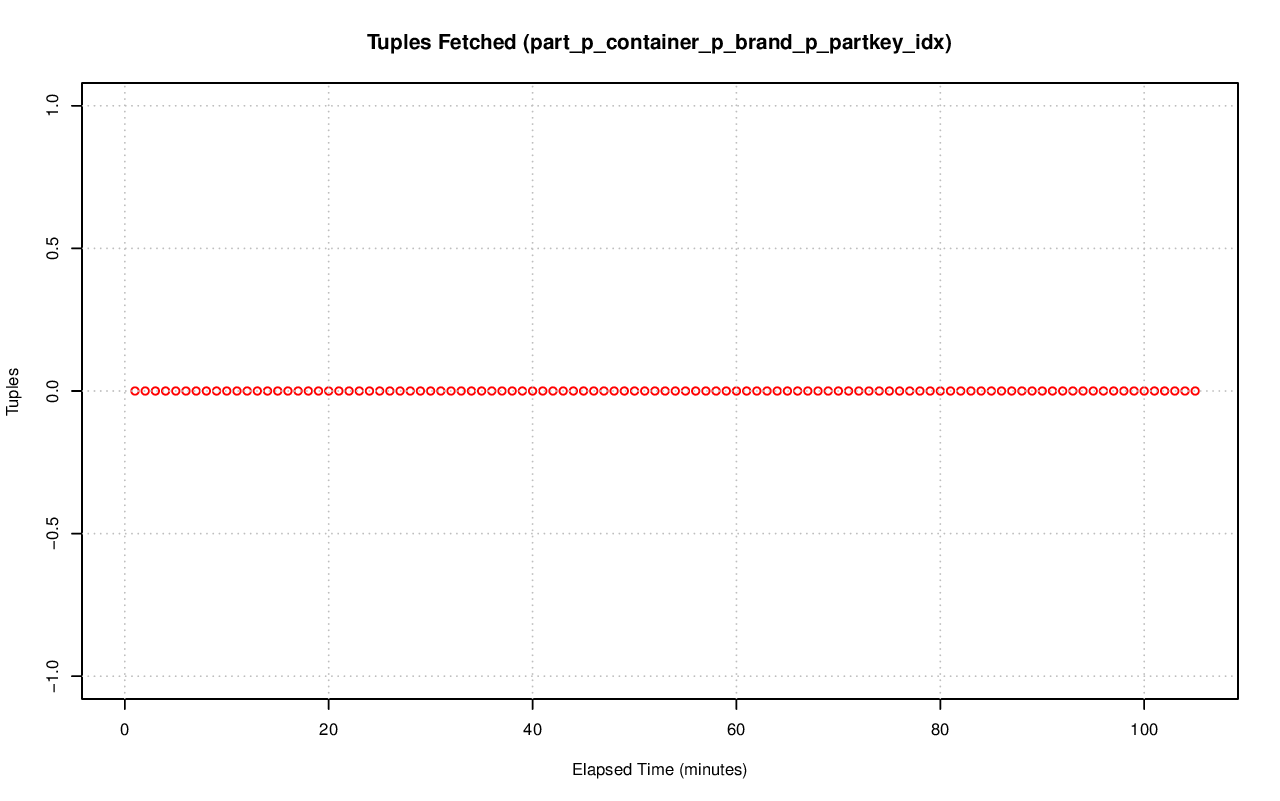 Tuples Fetched (part_p_container_p_brand_p_partkey_idx)
1.0
0.5
0.0
−0.5
−1.0
Tuples
0 20 40 60 80 100
Elapsed Time (minutes)